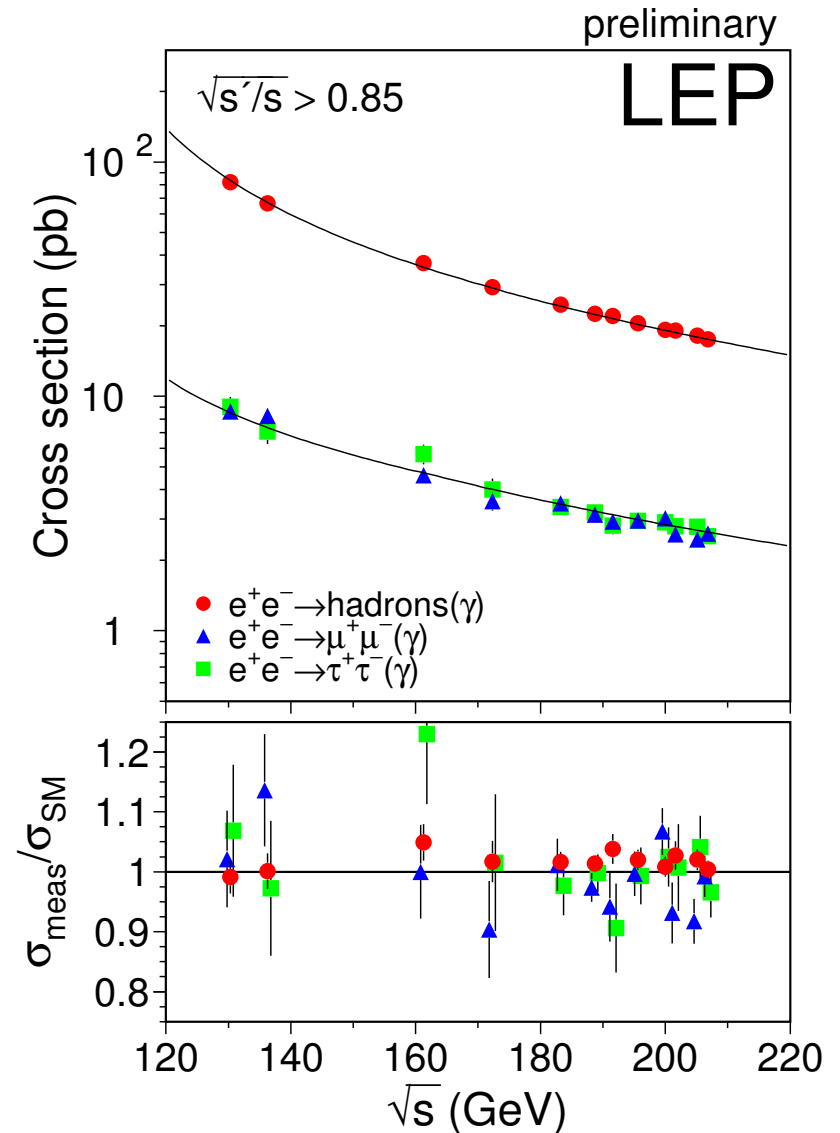 preliminary
LEP
√s´/s > 0.85
Cross section (pb)
10²
10
1
e⁺e⁻→hadrons(γ)
e⁺e⁻→μ⁺μ⁻(γ)
e⁺e⁻→τ⁺τ⁻(γ)
σmeas/σSM
1.2
1.1
1
0.9
0.8
120 140 160 180 200 220
√s (GeV)